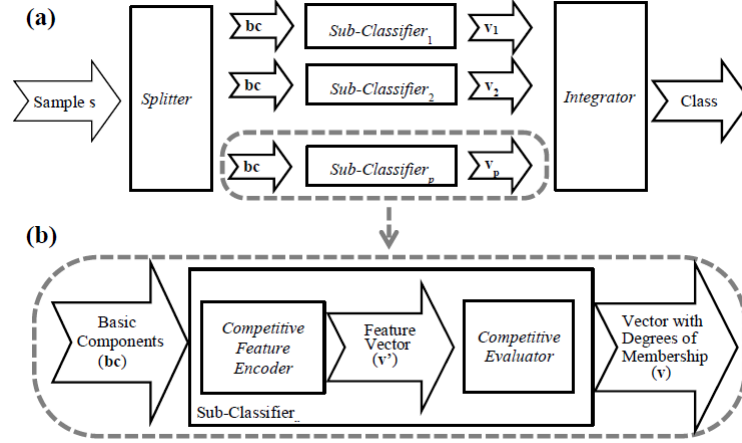 (a)
Sample s
Splitter
bc
Sub-Classifier1
v1
bc
Sub-Classifier2
v2
bc
Sub-Classifierp
vp
Integrator
Class
(b)
Basic
Components
(bc)
Competitive
Feature
Encoder
Feature
Vector
(v')
Competitive
Evaluator
Sub-Classifier
Vector with
Degrees of
Membership
(v)